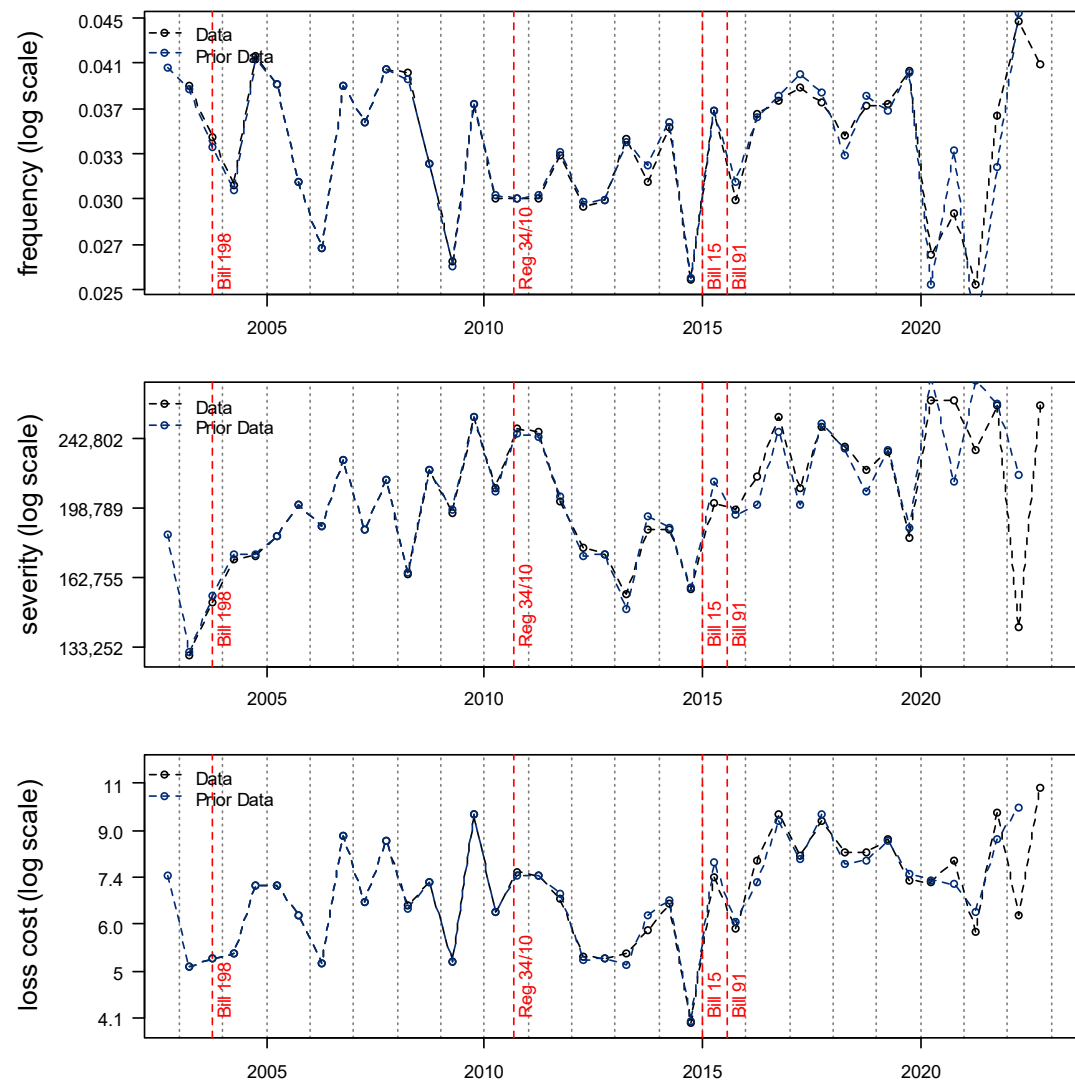 frequency (log scale)
0.045
0.041
0.037
0.033
0.030
0.027
0.025
Data
Prior Data
Bill 198
Reg 34/10
Bill 15
Bill 91
2005
2010
2015
2020
severity (log scale)
242,802
198,789
162,755
133,252
Data
Prior Data
Bill 198
Reg 34/10
Bill 15
Bill 91
2005
2010
2015
2020
loss cost (log scale)
11
9.0
7.4
6.0
5
4.1
Data
Prior Data
Bill 198
Reg 34/10
Bill 15
Bill 91
2005
2010
2015
2020